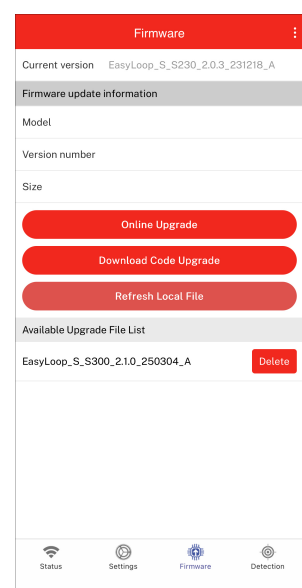 Firmware
Current version EasyLoop_S_S230_2.0.3_231218_A
Firmware update information
Model
Version number
Size
Online Upgrade
Download Code Upgrade
Refresh Local File
Available Upgrade File List
EasyLoop_S_S300_2.1.0_250304_A Delete
Status Settings Firmware Detection